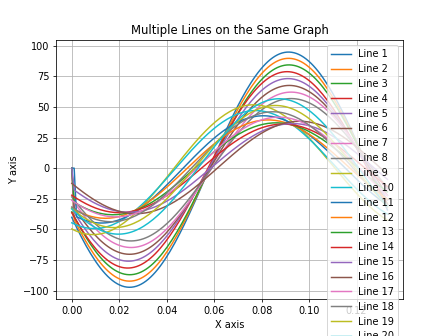 Multiple Lines on the Same Graph
100
75
50
25
0
−25
−50
−75
−100
Y axis
0.00
0.02
0.04
0.06
0.08
0.10
X axis
Line 1
Line 2
Line 3
Line 4
Line 5
Line 6
Line 7
Line 8
Line 9
Line 10
Line 11
Line 12
Line 13
Line 14
Line 15
Line 16
Line 17
Line 18
Line 19
Line 20